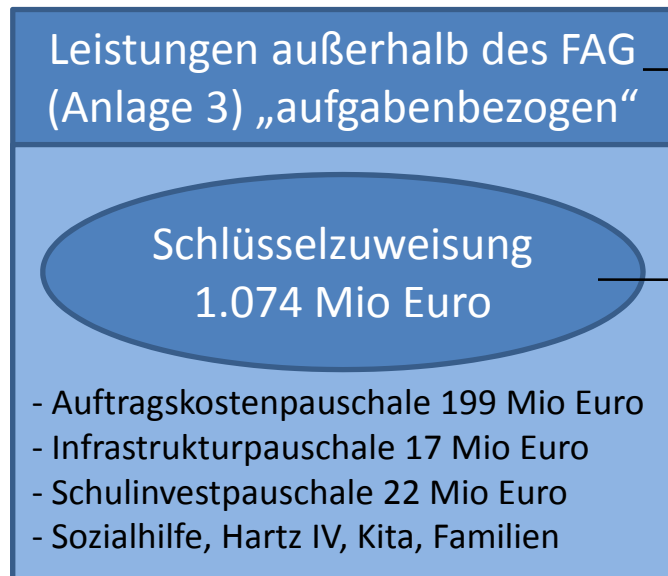 Leistungen außerhalb des FAG
(Anlage 3) „aufgabenbezogen“
Schlüsselzuweisung
1.074 Mio Euro
- Auftragskostenpauschale 199 Mio Euro
- Infrastrukturpauschale 17 Mio Euro
- Schulinvestpauschale 22 Mio Euro
- Sozialhilfe, Hartz IV, Kita, Familien